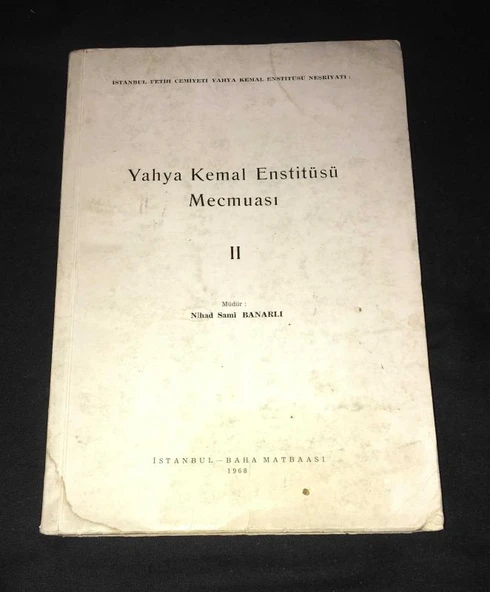 İSTANBUL FETİH CEMİYETİ YAHYA KEMAL ENSTİTÜSÜ NEŞRİYATI :
Yahya Kemal Enstitüsü
Mecmuası
II
Müdür :
Nihad Sami BANARLI
İSTANBUL — BAHA MATBAASI
1968